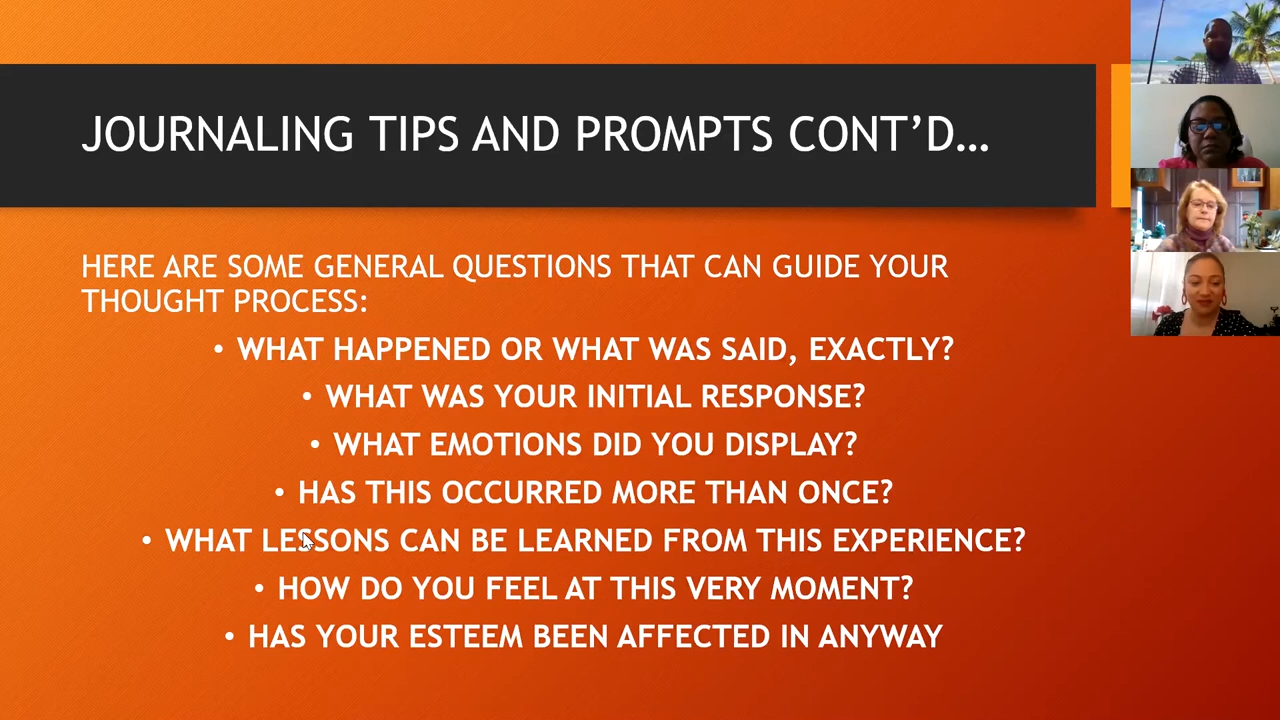 JOURNALING TIPS AND PROMPTS CONT’D…
HERE ARE SOME GENERAL QUESTIONS THAT CAN GUIDE YOUR
THOUGHT PROCESS:
• WHAT HAPPENED OR WHAT WAS SAID, EXACTLY?
• WHAT WAS YOUR INITIAL RESPONSE?
• WHAT EMOTIONS DID YOU DISPLAY?
• HAS THIS OCCURRED MORE THAN ONCE?
• WHAT LESSONS CAN BE LEARNED FROM THIS EXPERIENCE?
• HOW DO YOU FEEL AT THIS VERY MOMENT?
• HAS YOUR ESTEEM BEEN AFFECTED IN ANYWAY